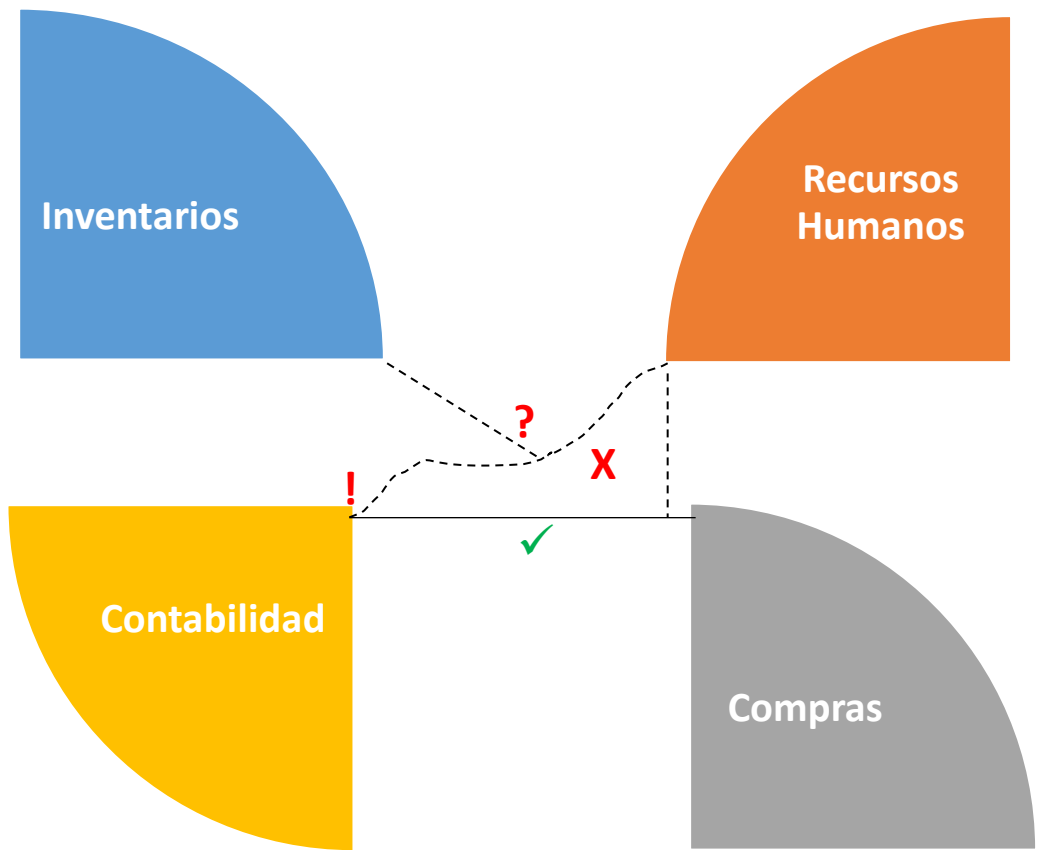 Inventarios
Recursos
Humanos
?
X
!
✓
Contabilidad
Compras